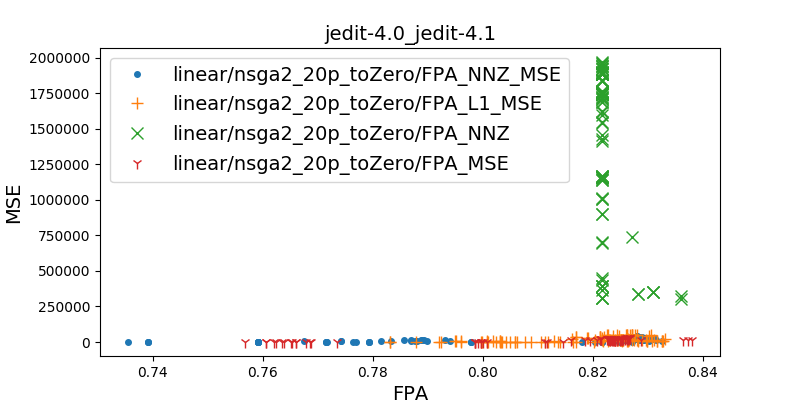 jedit-4.0_jedit-4.1
2000000
1750000
1500000
1250000
1000000
750000
500000
250000
0
MSE
linear/nsga2_20p_toZero/FPA_NNZ_MSE
linear/nsga2_20p_toZero/FPA_L1_MSE
linear/nsga2_20p_toZero/FPA_NNZ
linear/nsga2_20p_toZero/FPA_MSE
0.74 0.76 0.78 0.80 0.82 0.84
FPA